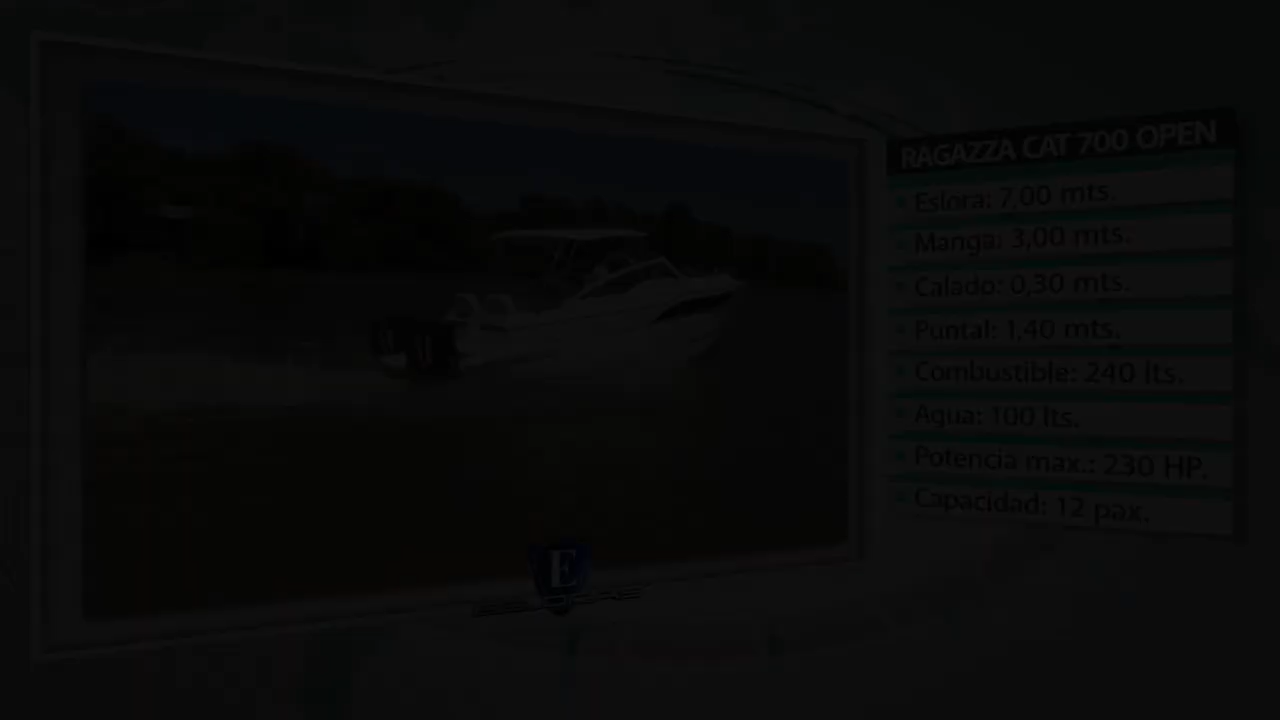 RAGAZZA CAT 700 OPEN
Eslora: 7,00 mts.
Manga: 3,00 mts.
Calado: 0,30 mts.
Puntal: 1,40 mts.
Combustible: 240 lts.
Agua: 100 lts.
Potencia max.: 230 HP.
Capacidad: 12 pax.
E